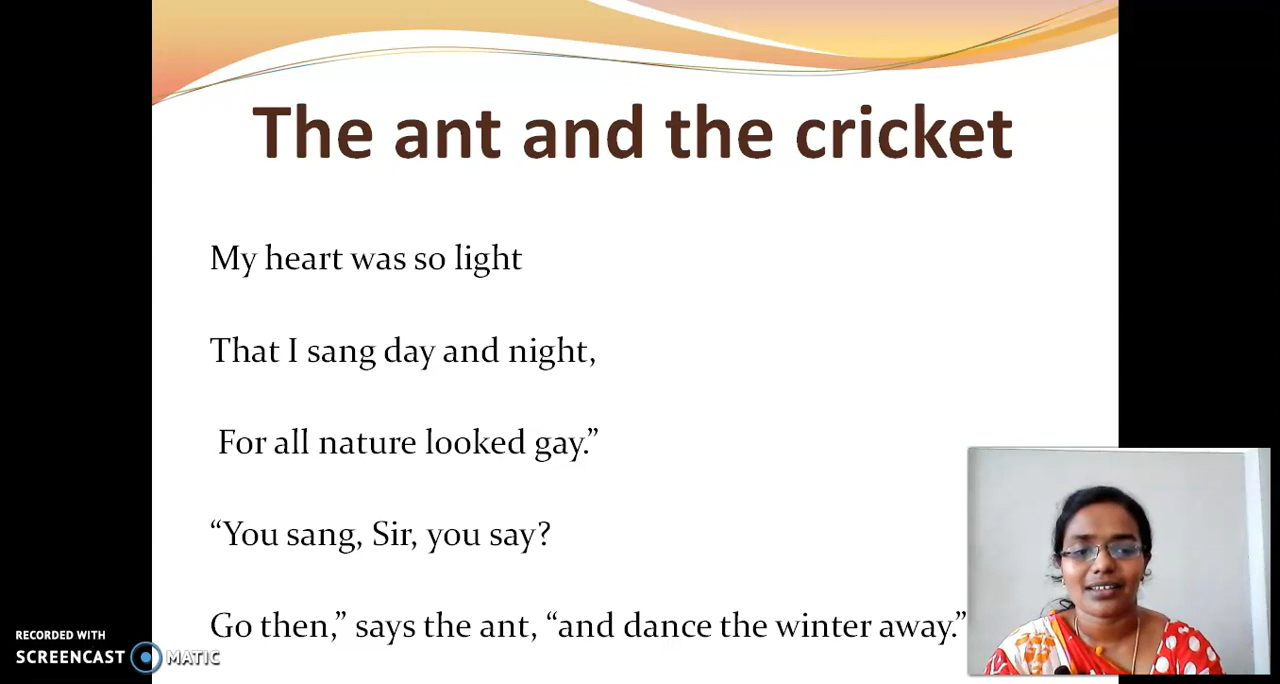 The ant and the cricket
My heart was so light
That I sang day and night,
For all nature looked gay.”
“You sang, Sir, you say?
Go then,” says the ant, “and dance the winter away.”
RECORDED WITH
SCREENCAST MATIC